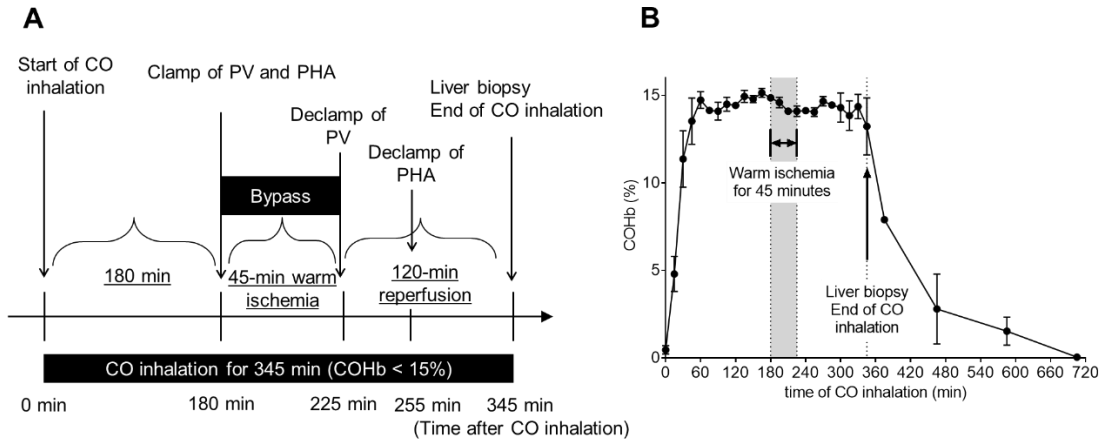 A
Start of CO
inhalation
Clamp of PV and PHA
Declamp of
PV
Declamp of
PHA
Liver biopsy
End of CO inhalation
Bypass
180 min
45-min warm
ischemia
120-min
reperfusion
CO inhalation for 345 min (COHb < 15%)
0 min
180 min
225 min
255 min
345 min
(Time after CO inhalation)
B
COHb (%)
15
10
5
0
Warm ischemia
for 45 minutes
Liver biopsy
End of CO
inhalation
0 60 120 180 240 300 360 420 480 540 600 660 720
time of CO inhalation (min)